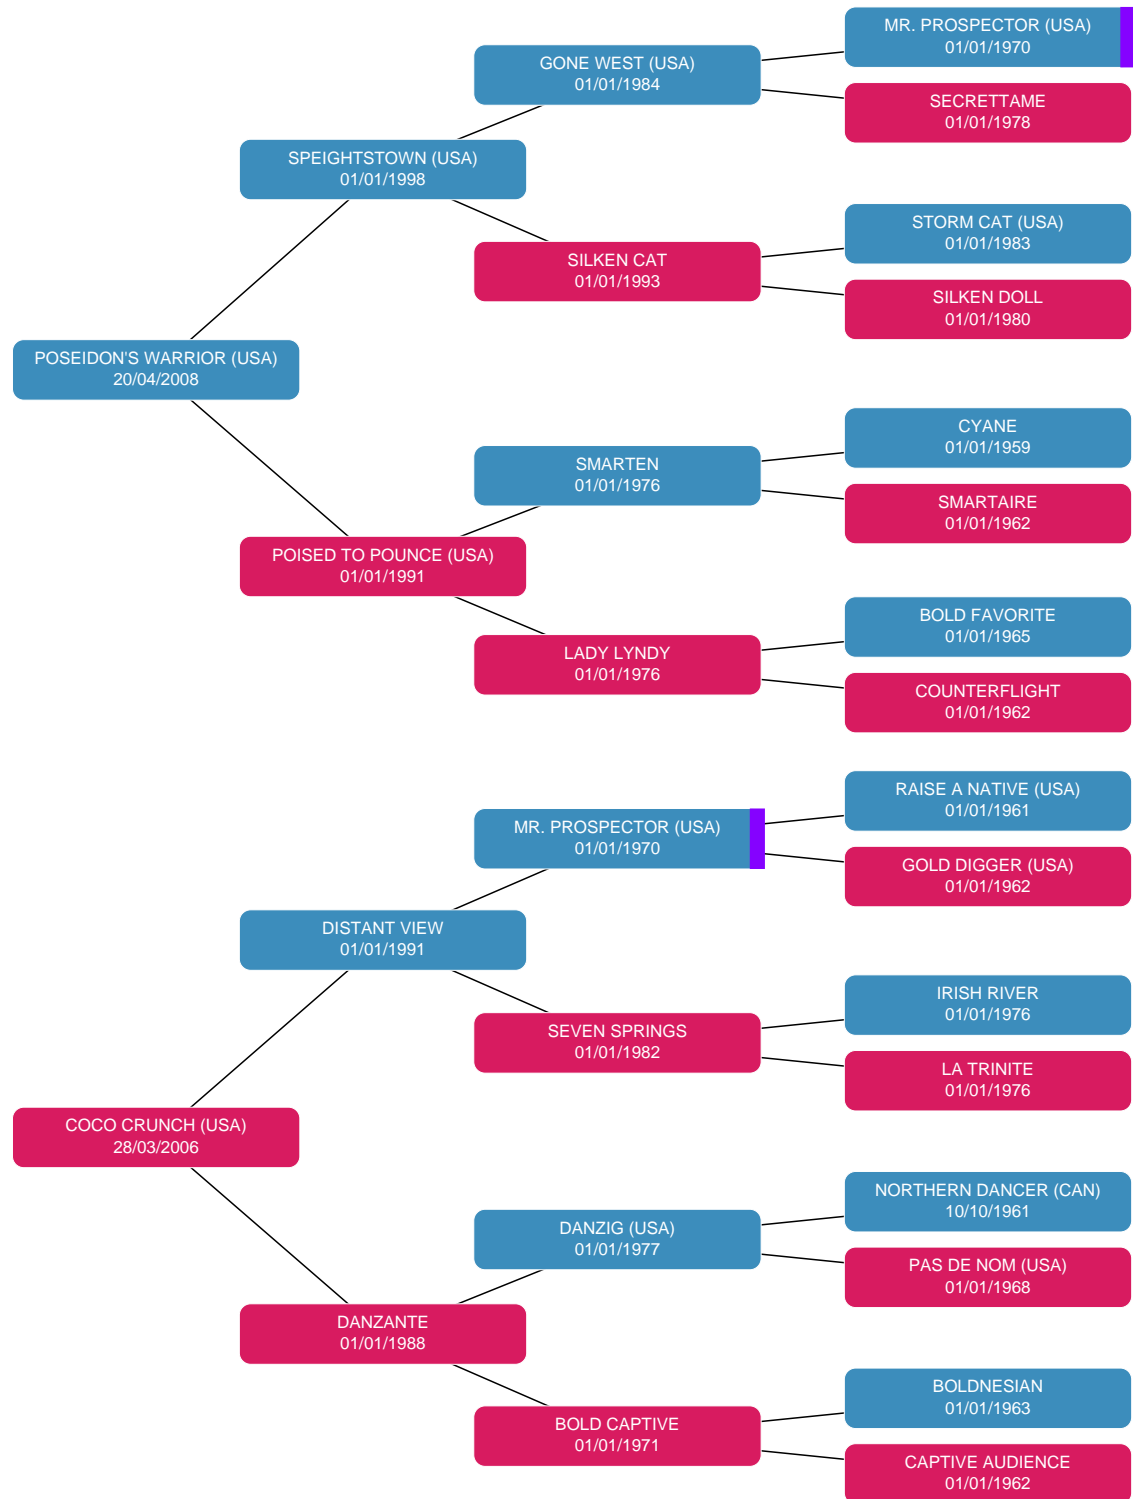 MR. PROSPECTOR (USA)
01/01/1970
GONE WEST (USA)
01/01/1984
SECRETTAME
01/01/1978
SPEIGHTSTOWN (USA)
01/01/1998
STORM CAT (USA)
01/01/1983
SILKEN CAT
01/01/1993
SILKEN DOLL
01/01/1980
POSEIDON'S WARRIOR (USA)
20/04/2008
CYANE
01/01/1959
SMARTEN
01/01/1976
SMARTAIRE
01/01/1962
POISED TO POUNCE (USA)
01/01/1991
BOLD FAVORITE
01/01/1965
LADY LYNDY
01/01/1976
COUNTERFLIGHT
01/01/1962
RAISE A NATIVE (USA)
01/01/1961
MR. PROSPECTOR (USA)
01/01/1970
GOLD DIGGER (USA)
01/01/1962
DISTANT VIEW
01/01/1991
IRISH RIVER
01/01/1976
SEVEN SPRINGS
01/01/1982
LA TRINITE
01/01/1976
COCO CRUNCH (USA)
28/03/2006
NORTHERN DANCER (CAN)
10/10/1961
DANZIG (USA)
01/01/1977
PAS DE NOM (USA)
01/01/1968
DANZANTE
01/01/1988
BOLDNESIAN
01/01/1963
BOLD CAPTIVE
01/01/1971
CAPTIVE AUDIENCE
01/01/1962